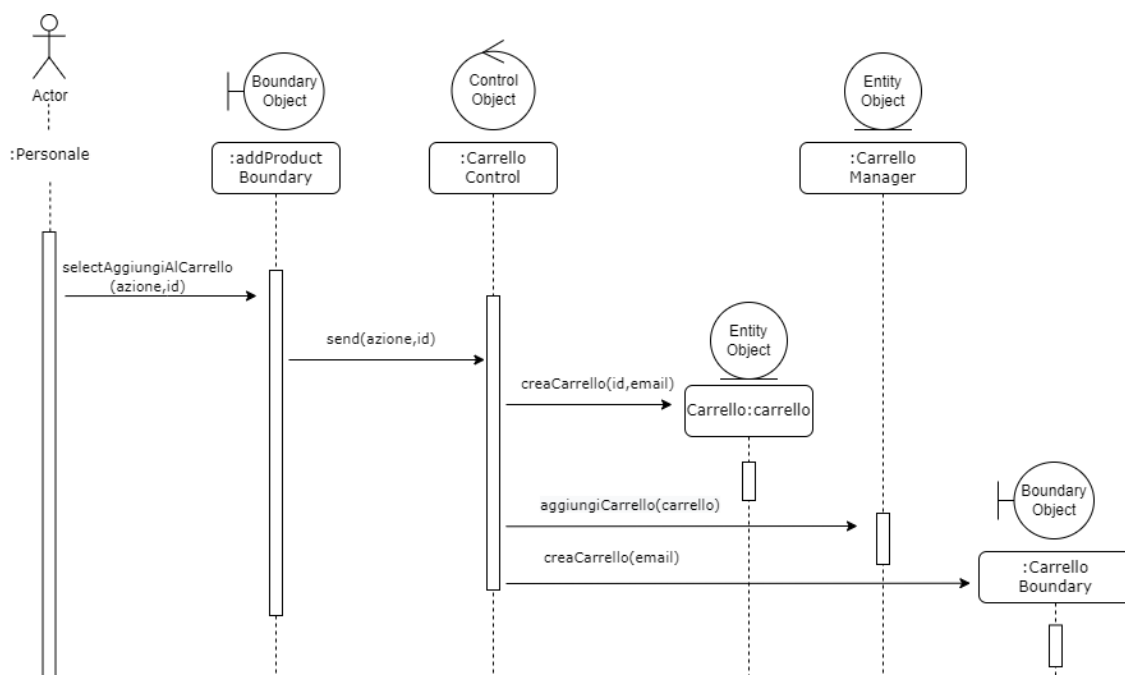 Actor
:Personale
Boundary
Object
:addProduct
Boundary
Control
Object
:Carrello
Control
Entity
Object
:Carrello
Manager
selectAggiungiAlCarrello
(azione,id)
send(azione,id)
Entity
Object
creaCarrello(id,email)
Carrello:carrello
aggiungiCarrello(carrello)
Boundary
Object
creaCarrello(email)
:Carrello
Boundary